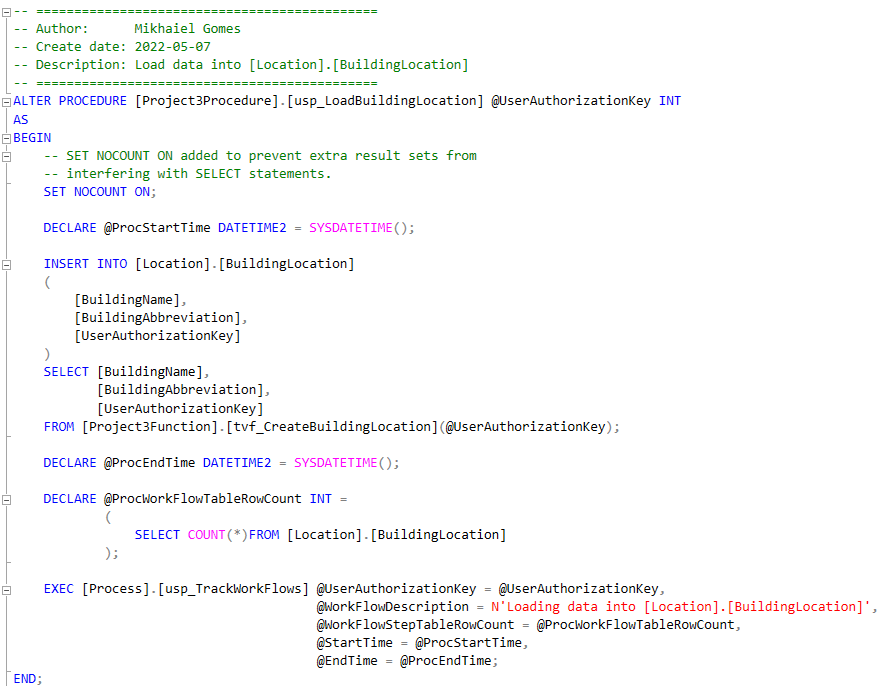 -- =============================================
-- Author:      Mikhaiel Gomes
-- Create date: 2022-05-07
-- Description: Load data into [Location].[BuildingLocation]
-- =============================================
ALTER PROCEDURE [Project3Procedure].[usp_LoadBuildingLocation] @UserAuthorizationKey INT
AS
BEGIN
    -- SET NOCOUNT ON added to prevent extra result sets from
    -- interfering with SELECT statements.
    SET NOCOUNT ON;

    DECLARE @ProcStartTime DATETIME2 = SYSDATETIME();

    INSERT INTO [Location].[BuildingLocation]
    (
        [BuildingName],
        [BuildingAbbreviation],
        [UserAuthorizationKey]
    )
    SELECT [BuildingName],
           [BuildingAbbreviation],
           [UserAuthorizationKey]
    FROM [Project3Function].[tvf_CreateBuildingLocation](@UserAuthorizationKey);

    DECLARE @ProcEndTime DATETIME2 = SYSDATETIME();

    DECLARE @ProcWorkFlowTableRowCount INT =
            (
                SELECT COUNT(*)FROM [Location].[BuildingLocation]
            );

    EXEC [Process].[usp_TrackWorkFlows] @UserAuthorizationKey = @UserAuthorizationKey,
                                        @WorkFlowDescription = N'Loading data into [Location].[BuildingLocation]',
                                        @WorkFlowStepTableRowCount = @ProcWorkFlowTableRowCount,
                                        @StartTime = @ProcStartTime,
                                        @EndTime = @ProcEndTime;
END;